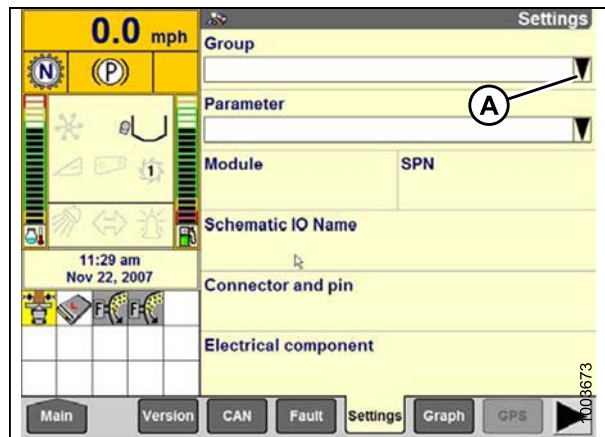 0.0 mph
N
(P)
1
11:29 am
Nov 22, 2007
F
F
Settings
Group
A
Parameter
Module
SPN
Schematic IO Name
Connector and pin
Electrical component
Main
Version
CAN
Fault
Settings
Graph
GPS
1003673